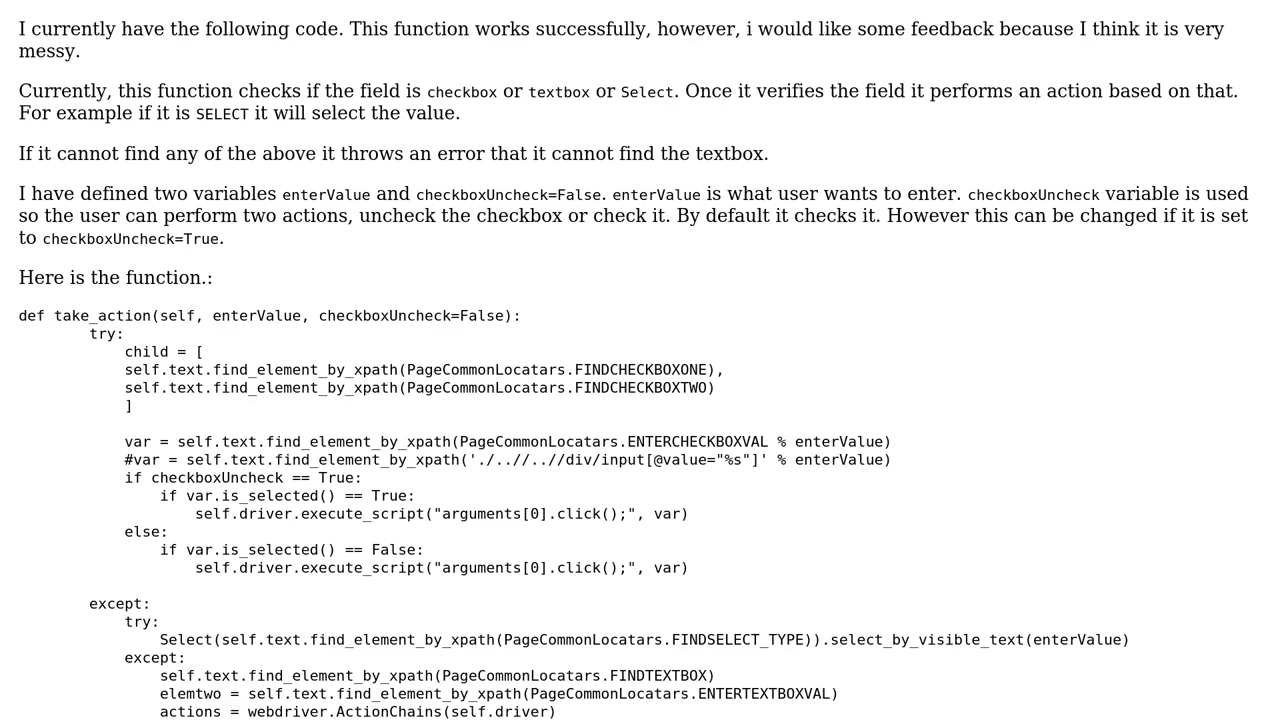 I currently have the following code. This function works successfully, however, i would like some feedback because I think it is very
messy.
Currently, this function checks if the field is checkbox or textbox or Select. Once it verifies the field it performs an action based on that.
For example if it is SELECT it will select the value.
If it cannot find any of the above it throws an error that it cannot find the textbox.
I have defined two variables enterValue and checkboxUncheck=False. enterValue is what user wants to enter. checkboxUncheck variable is used
so the user can perform two actions, uncheck the checkbox or check it. By default it checks it. However this can be changed if it is set
to checkboxUncheck=True.
Here is the function.:
def take_action(self, enterValue, checkboxUncheck=False):
        try:
            child = [
            self.text.find_element_by_xpath(PageCommonLocatars.FINDCHECKBOXONE),
            self.text.find_element_by_xpath(PageCommonLocatars.FINDCHECKBOXTWO)
            ]
            var = self.text.find_element_by_xpath(PageCommonLocatars.ENTERCHECKBOXVAL % enterValue)
            #var = self.text.find_element_by_xpath('./..//..//div/input[@value="%s"]' % enterValue)
            if checkboxUncheck == True:
                if var.is_selected() == True:
                    self.driver.execute_script("arguments[0].click();", var)
            else:
                if var.is_selected() == False:
                    self.driver.execute_script("arguments[0].click();", var)
        except:
            try:
                Select(self.text.find_element_by_xpath(PageCommonLocatars.FINDSELECT_TYPE)).select_by_visible_text(enterValue)
            except:
                self.text.find_element_by_xpath(PageCommonLocatars.FINDTEXTBOX)
                elemtwo = self.text.find_element_by_xpath(PageCommonLocatars.ENTERTEXTBOXVAL)
                actions = webdriver.ActionChains(self.driver)